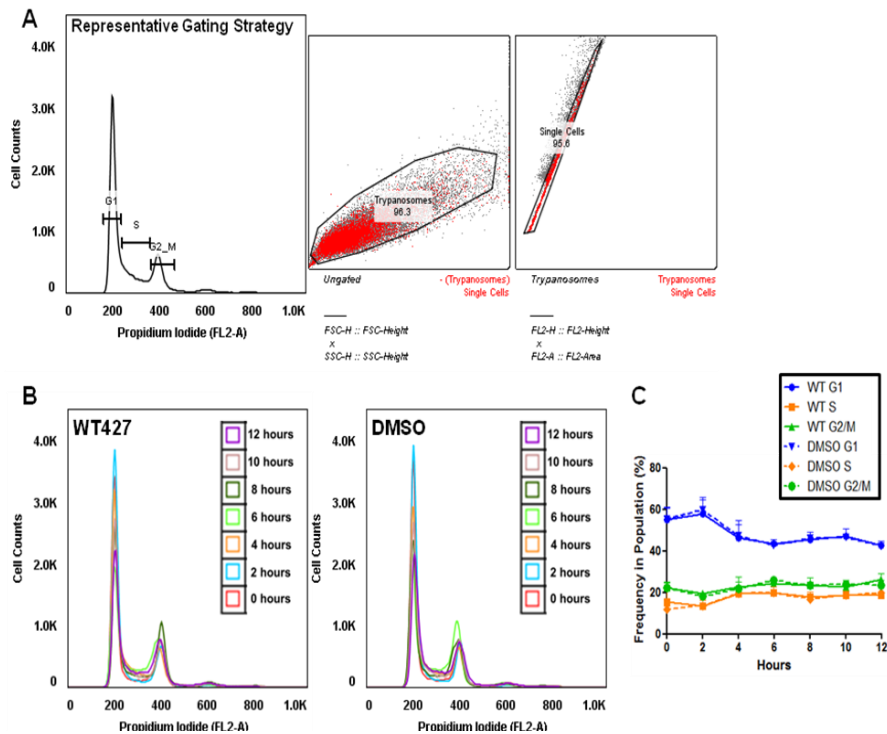 A
Representative Gating Strategy
4.0K
3.0K
2.0K
1.0K
0
Cell Counts
G1
S
G2_M
0 200 400 600 800 1.0K
Propidium Iodide (FL2-A)
Trypanosomes
96.3
Ungated
- (Trypanosomes)
Single Cells
FSC-H :: FSC-Height
x
SSC-H :: SSC-Height
Single Cells
95.6
Trypanosomes
Trypanosomes
Single Cells
FL2-H :: FL2-Height
x
FL2-A :: FL2-Area
B
WT427
4.0K
3.0K
2.0K
1.0K
0
Cell Counts
12 hours
10 hours
8 hours
6 hours
4 hours
2 hours
0 hours
0 200 400 600 800 1.0K
Propidium Iodide (FL2-A)
DMSO
4.0K
3.0K
2.0K
1.0K
0
Cell Counts
12 hours
10 hours
8 hours
6 hours
4 hours
2 hours
0 hours
0 200 400 600 800 1.0K
Propidium Iodide (FL2-A)
C
WT G1
WT S
WT G2/M
DMSO G1
DMSO S
DMSO G2/M
Frequency in Population (%)
80
60
40
20
0
0 2 4 6 8 10 12
Hours